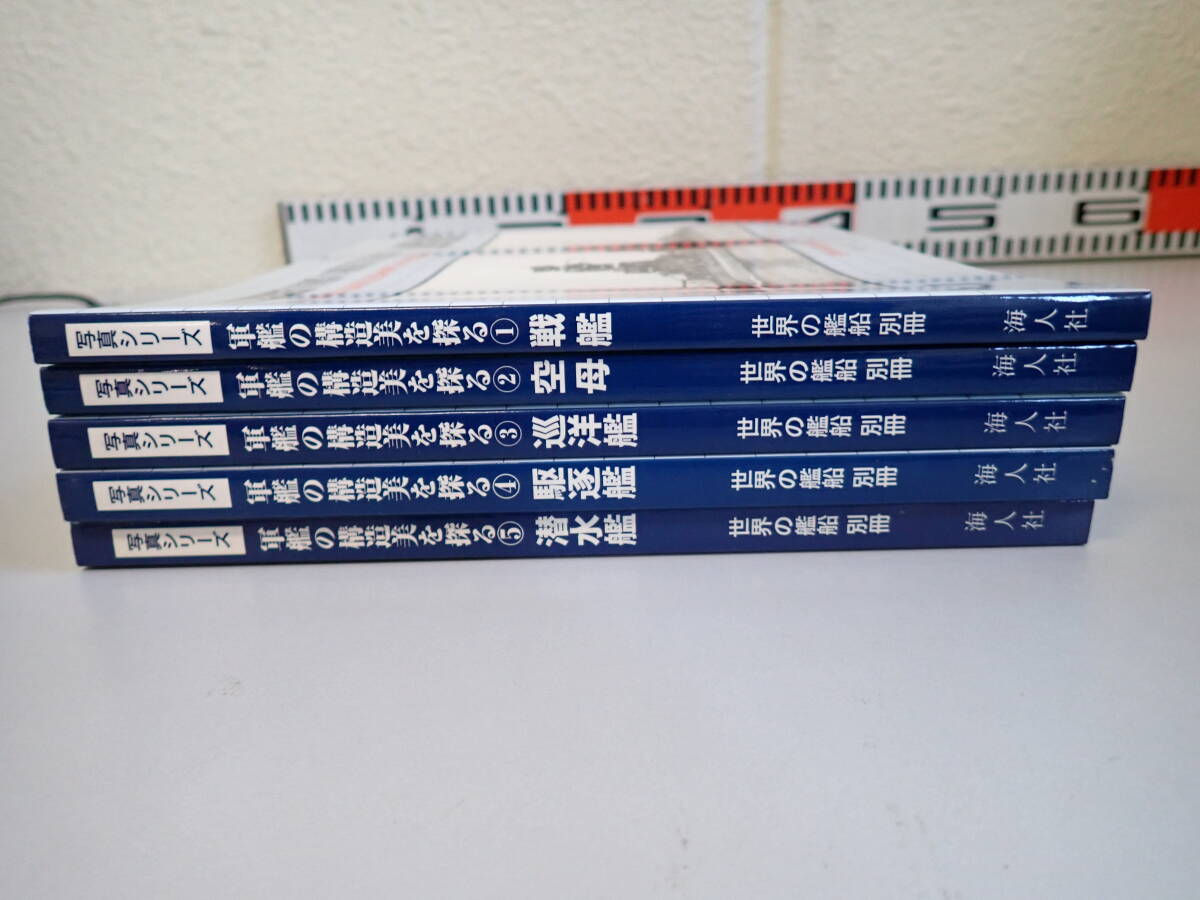 5 6
写真シリーズ 軍艦の構造美を探る① 戦艦 世界の艦船 別冊 海人社
写真シリーズ 軍艦の構造美を探る② 空母 世界の艦船 別冊 海人社
写真シリーズ 軍艦の構造美を探る③ 巡洋艦 世界の艦船 別冊 海人社
写真シリーズ 軍艦の構造美を探る④ 駆逐艦 世界の艦船 別冊 海人社
写真シリーズ 軍艦の構造美を探る⑤ 潜水艦 世界の艦船 別冊 海人社